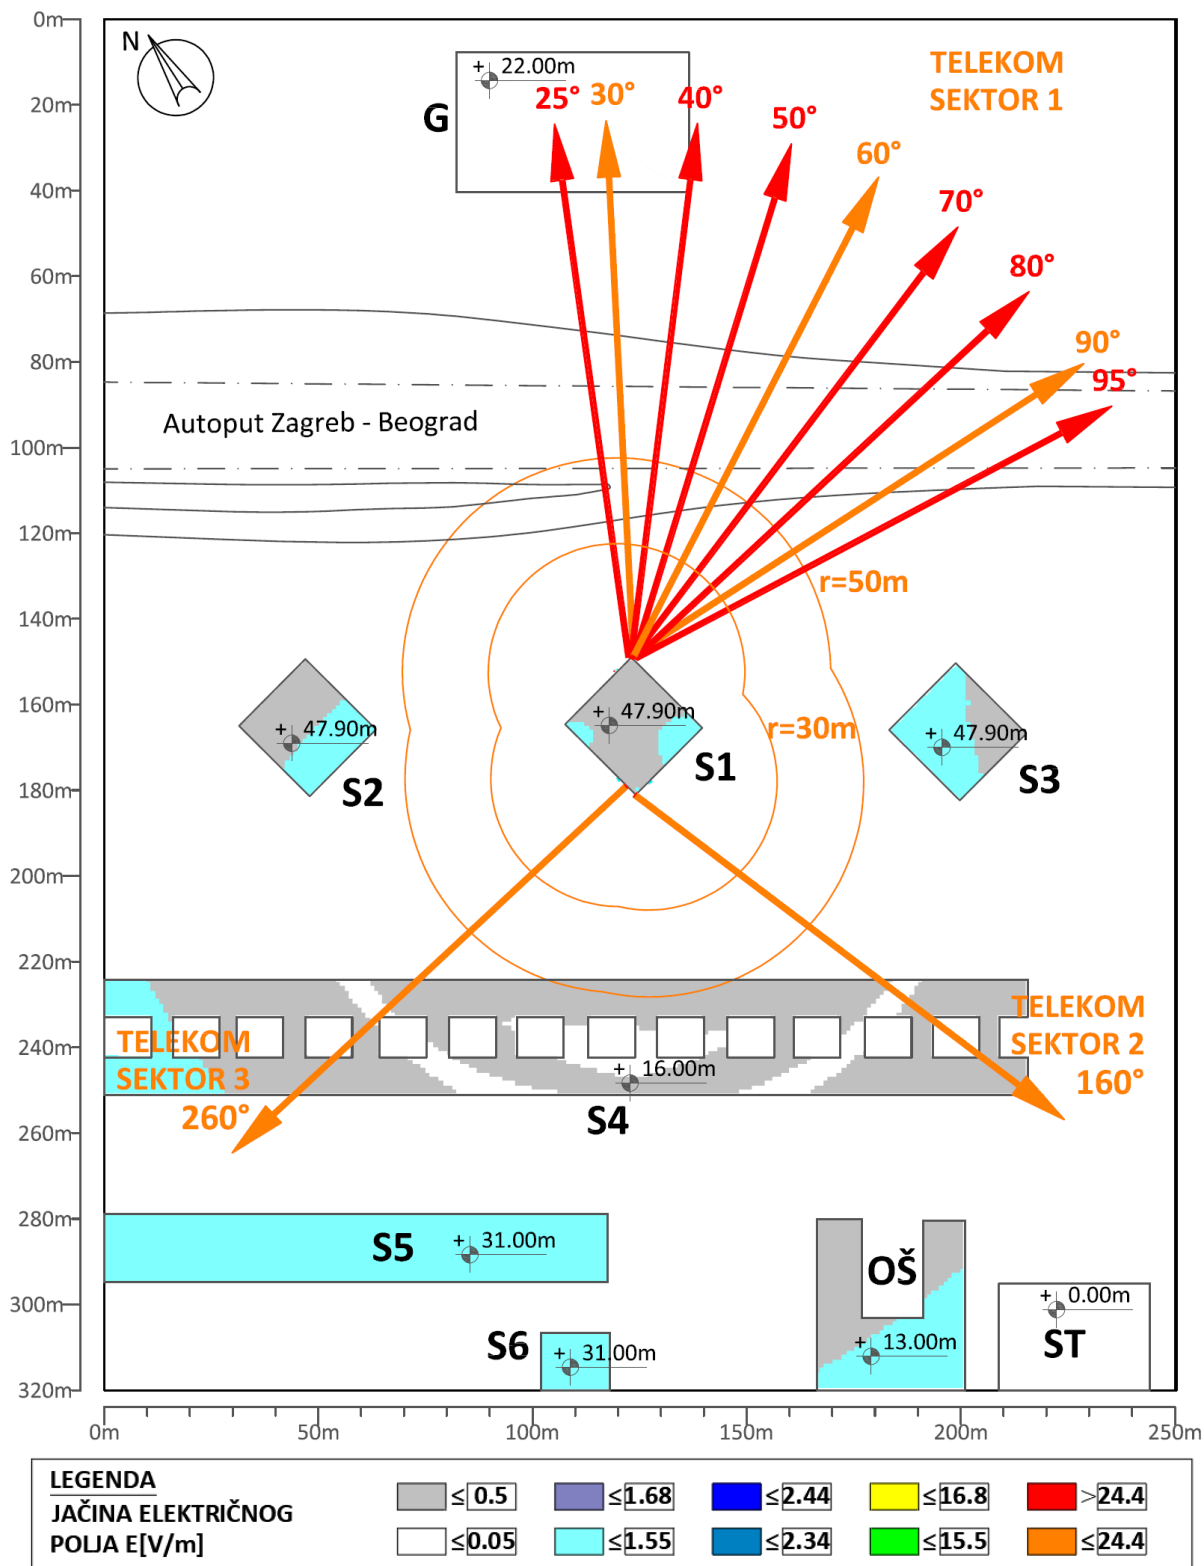 0m
N
22.00m
TELEKOM
SEKTOR 1
20m
25°
30°
40°
G
50°
60°
40m
70°
60m
80°
90°
80m
95°
Autoput Zagreb - Beograd
100m
120m
r=50m
140m
160m
47.90m
47.90m
47.90m
r=30m
S2
S1
S3
180m
200m
220m
TELEKOM
SEKTOR 2
160°
240m
TELEKOM
SEKTOR 3
260°
16.00m
S4
260m
280m
S5
31.00m
OŠ
300m
0.00m
ST
S6
31.00m
13.00m
320m
0m
50m
100m
150m
200m
250m
LEGENDA
JAČINA ELEKTRIČNOG
POLJA E[V/m]
≤ 0.5
≤1.68
≤2.44
≤16.8
>24.4
≤0.05
≤1.55
≤2.34
≤15.5
≤24.4